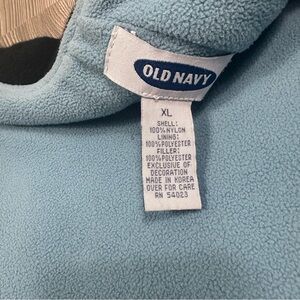 OLD NAVY
XL
SHELL:
100%NYLON
LINING:
100%POLYESTER
FILLER:
100%POLYESTER
EXCLUSIVE OF
DECORATION
MADE IN KOREA
OVER FOR CARE
RN 54023